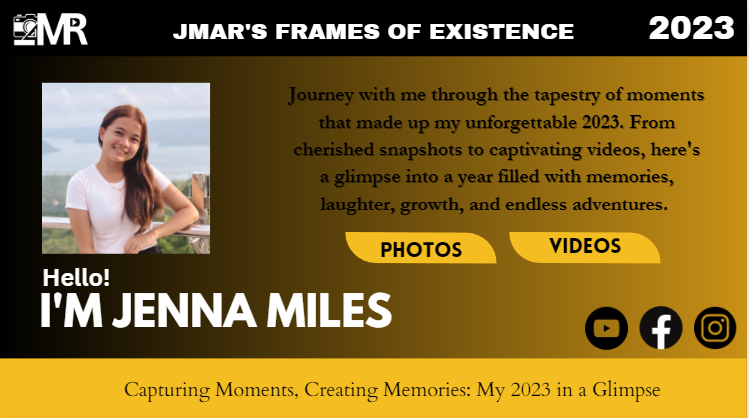 JMR
JMAR'S FRAMES OF EXISTENCE
2023
Journey with me through the tapestry of moments
that made up my unforgettable 2023. From
cherished snapshots to captivating videos, here's
a glimpse into a year filled with memories,
laughter, growth, and endless adventures.
PHOTOS
VIDEOS
Hello!
I'M JENNA MILES
Capturing Moments, Creating Memories: My 2023 in a Glimpse